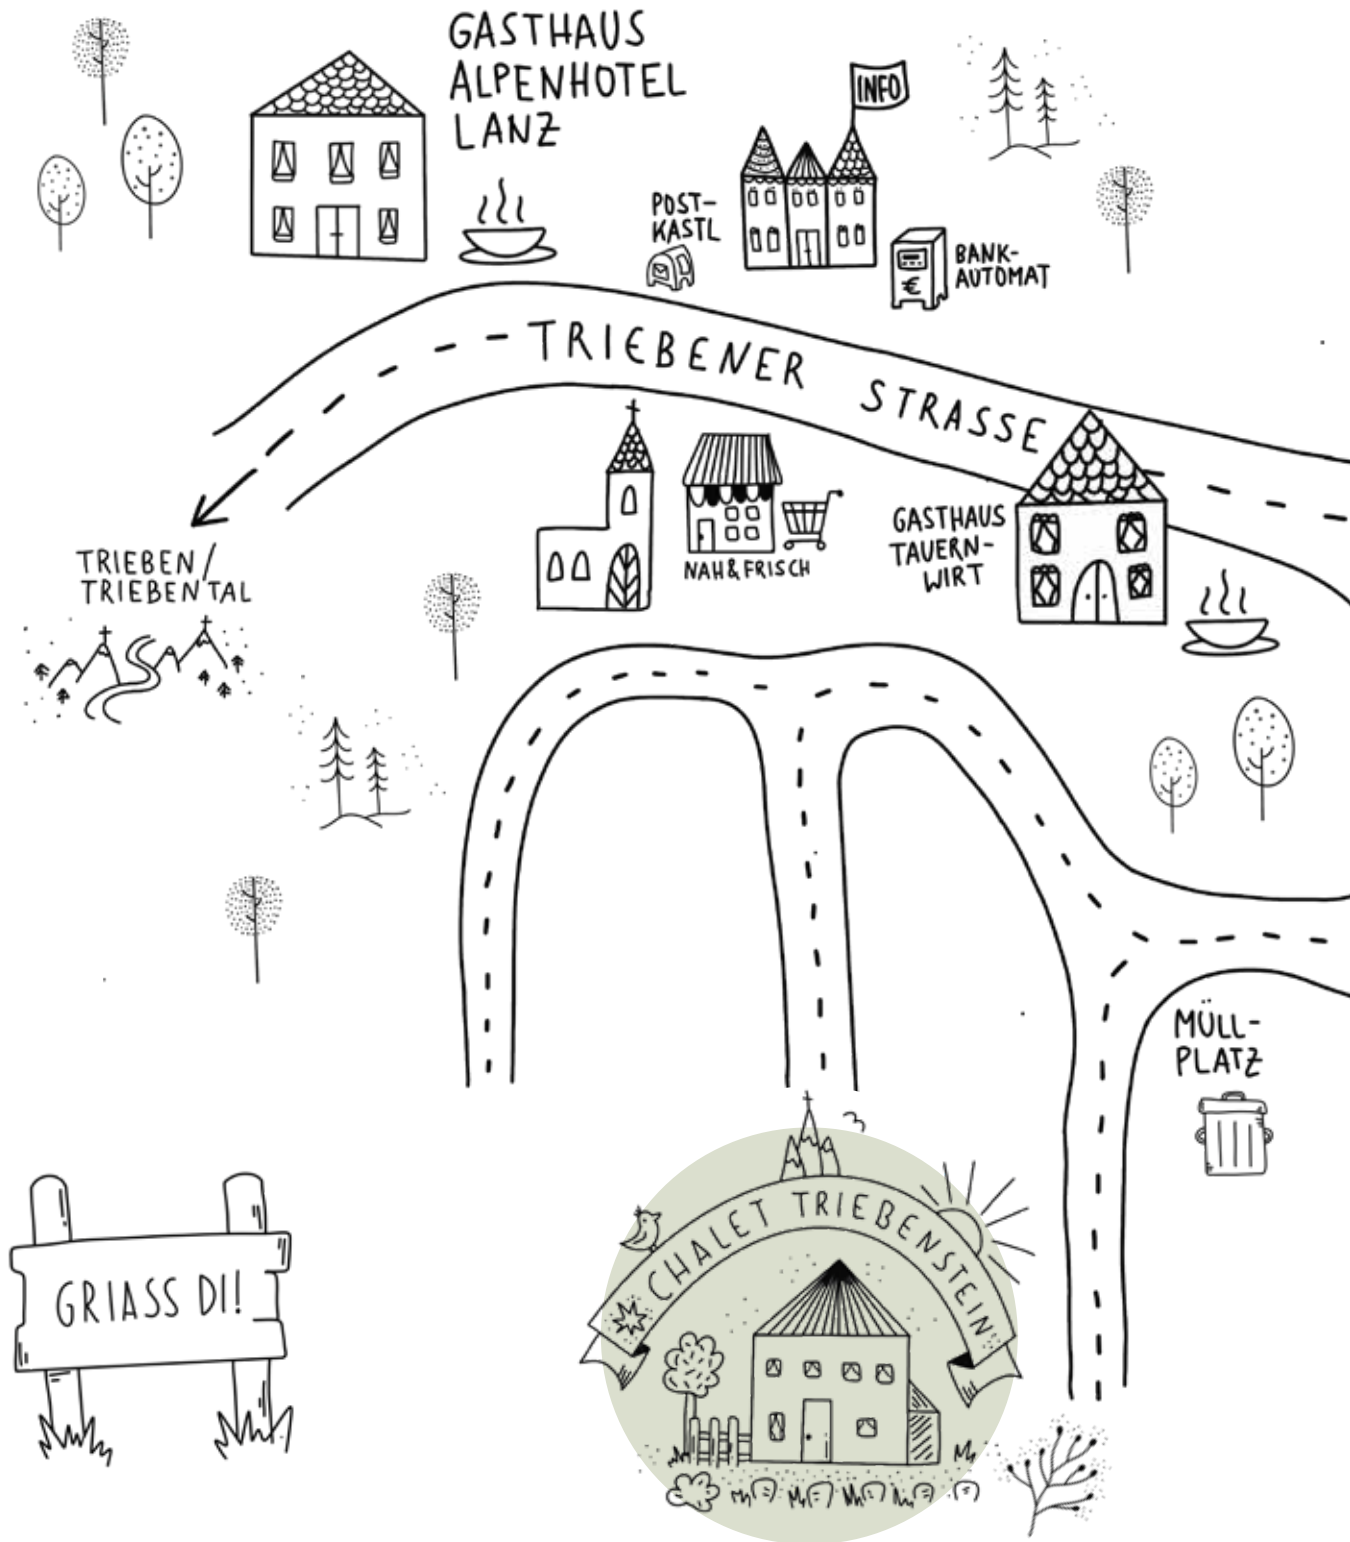 GASTHAUS
ALPENHOTEL
LANZ
INFO
POST-
KASTL
BANK-
AUTOMAT
€
TRIEBENER STRASSE
NAH&FRISCH
GASTHAUS
TAUERN-
WIRT
TRIEBEN/
TRIEBENTAL
MÜLL-
PLATZ
CHALET TRIEBENSTEIN
GRIASS DI!